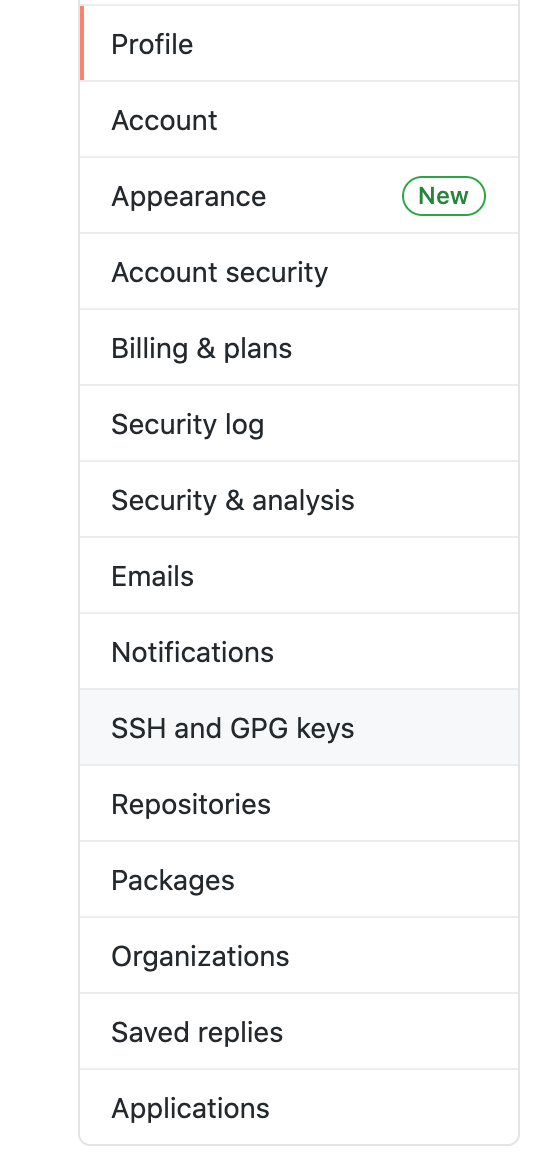 Profile
Account
Appearance New
Account security
Billing & plans
Security log
Security & analysis
Emails
Notifications
SSH and GPG keys
Repositories
Packages
Organizations
Saved replies
Applications